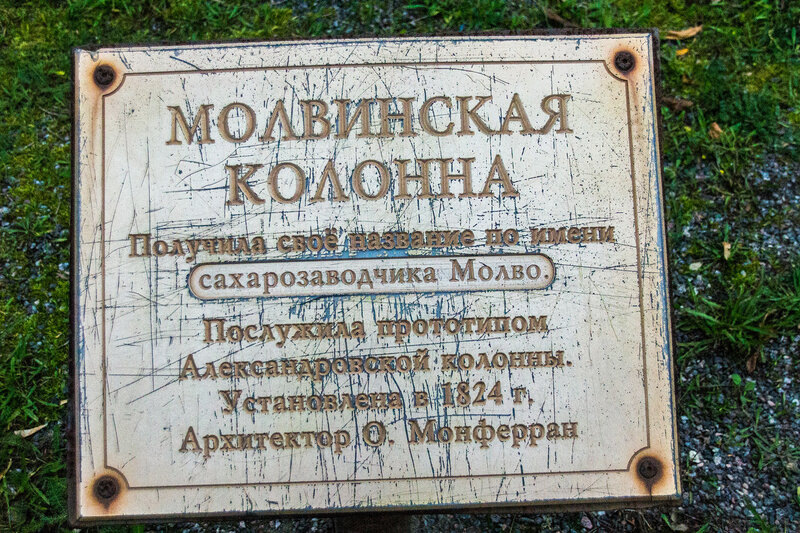 МОЛВИНСКАЯ
КОЛОННА
Получила своё название по имени
сахарозаводчика Молво.
Послужила прототипом
Александровской колонны.
Установлена в 1824 г.
Архитектор О. Монферран